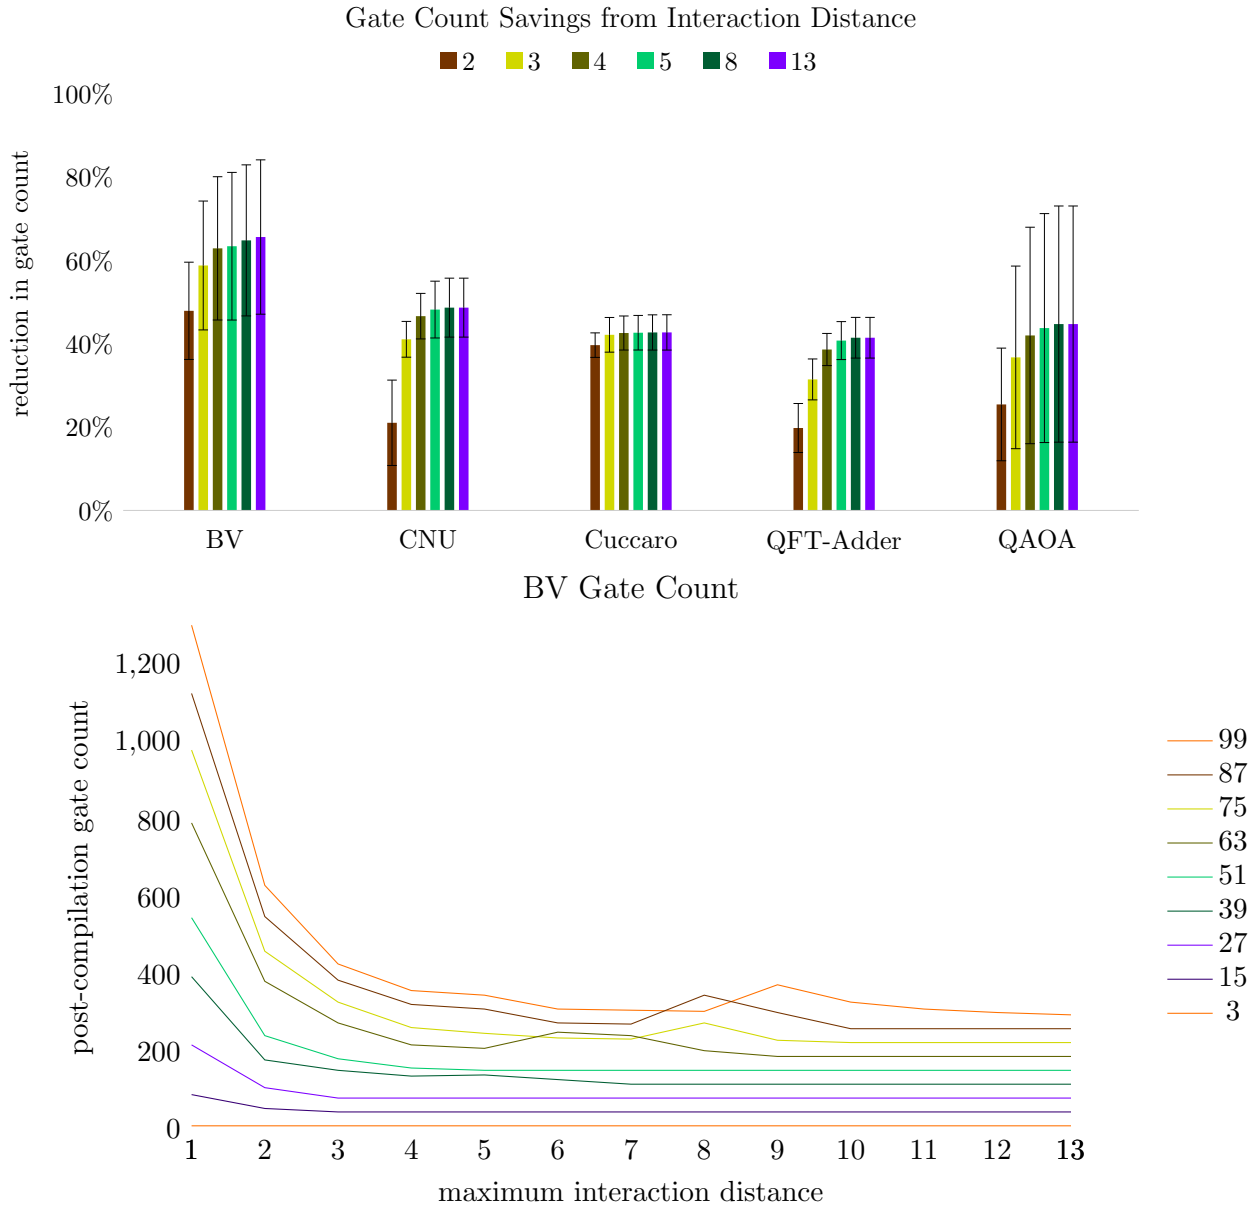 Gate Count Savings from Interaction Distance
2 3 4 5 8 13
reduction in gate count
100%
80%
60%
40%
20%
0%
BV CNU Cuccaro QFT-Adder QAOA
BV Gate Count
post-compilation gate count
1,200
1,000
800
600
400
200
0
1 2 3 4 5 6 7 8 9 10 11 12 13
maximum interaction distance
99
87
75
63
51
39
27
15
3